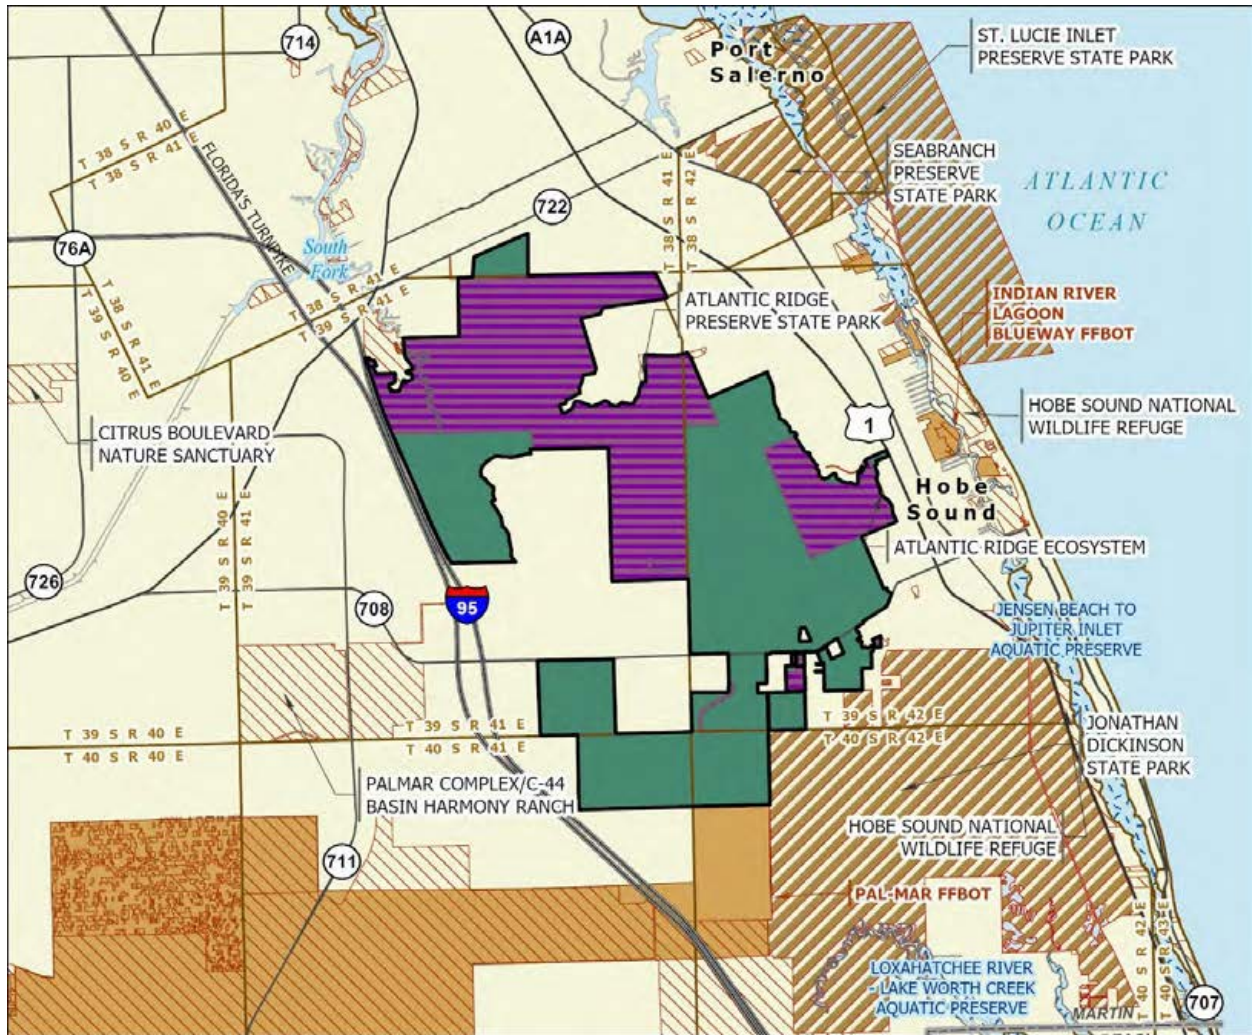 714
A1A
Port
Salerno
ST. LUCIE INLET
PRESERVE STATE PARK
T 38 S R 40 E
T 38 S R 41 E
FLORIDA'S TURNPIKE
SEABRANCH
PRESERVE
STATE PARK
ATLANTIC
OCEAN
T 38 S R 41 E
T 38 S R 42 E
722
76A
South
Fork
T 38 S R 41 E
T 39 S R 40 E
T 38 S R 41 E
T 39 S R 41 E
ATLANTIC RIDGE
PRESERVE STATE PARK
INDIAN RIVER
LAGOON
BLUEWAY FFBOT
HOBE SOUND NATIONAL
WILDLIFE REFUGE
1
CITRUS BOULEVARD
NATURE SANCTUARY
Hobe
Sound
T 39 S R 40 E
T 39 S R 41 E
ATLANTIC RIDGE ECOSYSTEM
726
708
95
JENSEN BEACH TO
JUPITER INLET
AQUATIC PRESERVE
T 39 S R 40 E
T 40 S R 40 E
T 39 S R 41 E
T 40 S R 41 E
T 39 S R 42 E
T 40 S R 42 E
JONATHAN
DICKINSON
STATE PARK
PALMAR COMPLEX/C-44
BASIN HARMONY RANCH
HOBE SOUND NATIONAL
WILDLIFE REFUGE
711
PAL-MAR FFBOT
T 40 S R 42 E
T 40 S R 43 E
LOXAHATCHEE RIVER
- LAKE WORTH CREEK
AQUATIC PRESERVE
707
MARTIN